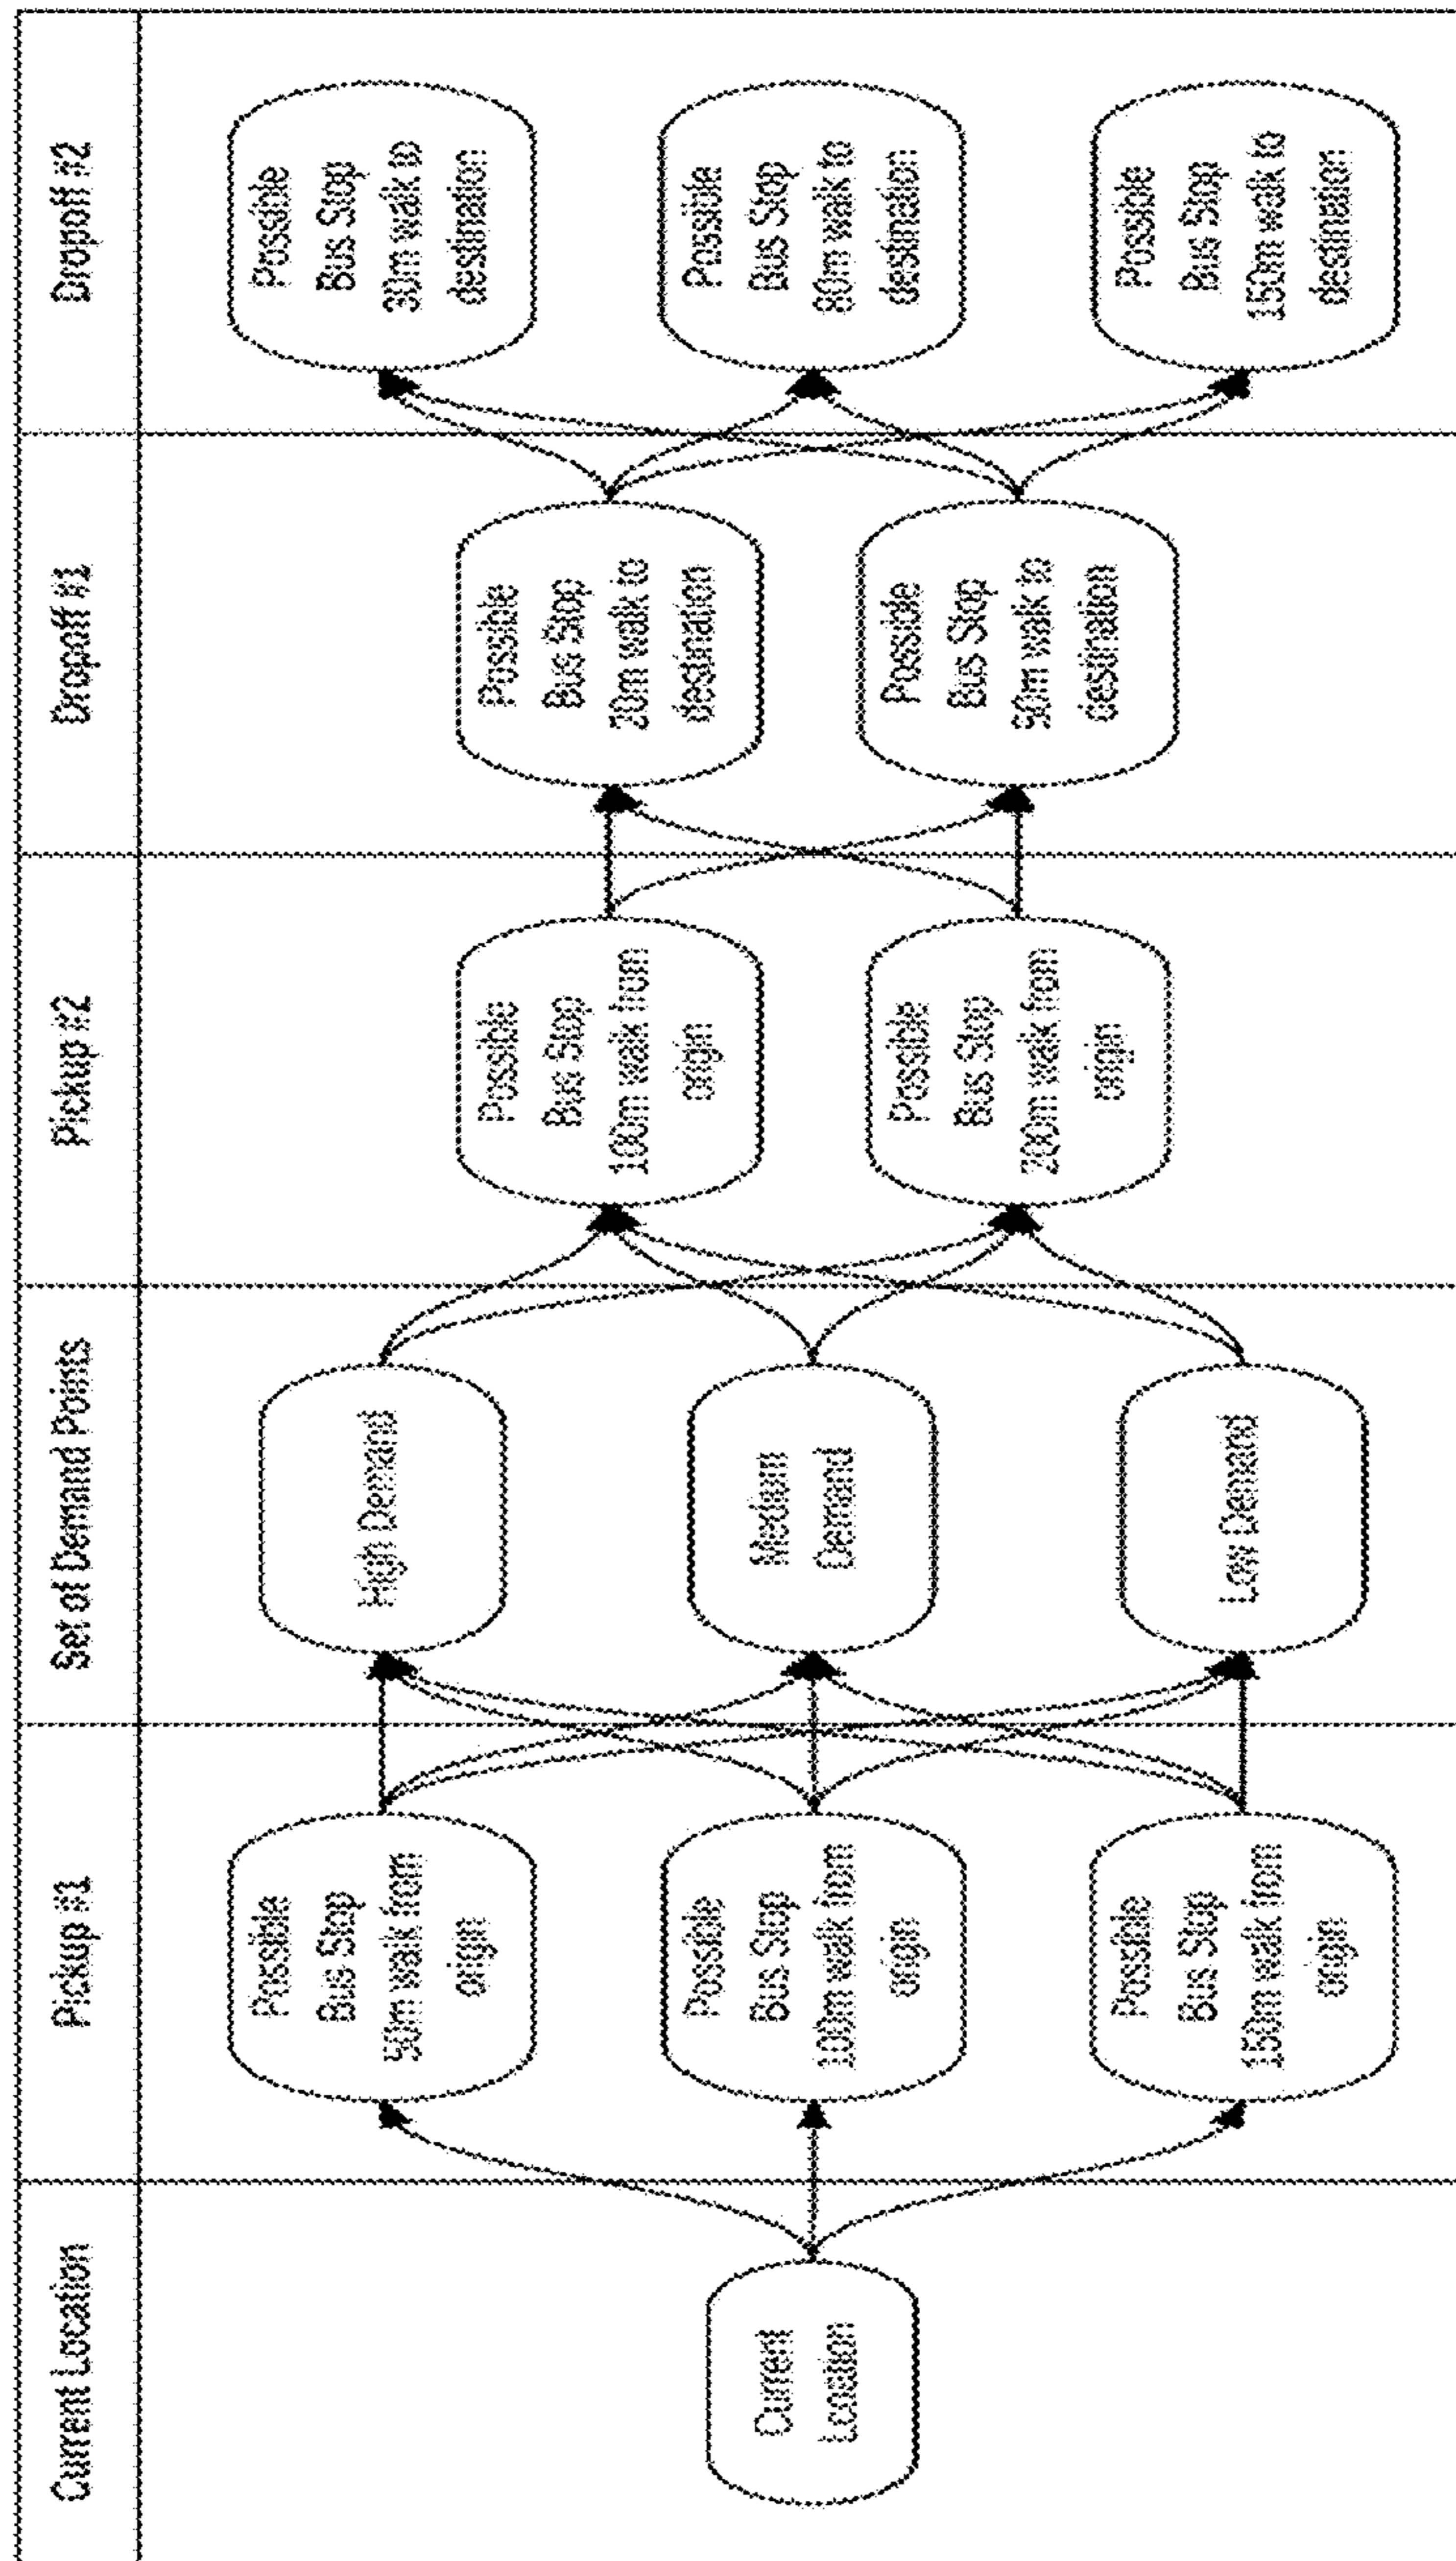 Current Location
Pickup #1
Set of Demand Points
Pickup #2
Dropoff #1
Dropoff #2
Current
Location
Possible
Bus Stop
50m walk from
origin
Possible
Bus Stop
100m walk from
origin
Possible
Bus Stop
150m walk from
origin
High Demand
Medium
Demand
Low Demand
Possible
Bus Stop
100m walk from
origin
Possible
Bus Stop
200m walk from
origin
Possible
Bus Stop
20m walk to
destination
Possible
Bus Stop
50m walk to
destination
Possible
Bus Stop
30m walk to
destination
Possible
Bus Stop
80m walk to
destination
Possible
Bus Stop
150m walk to
destination